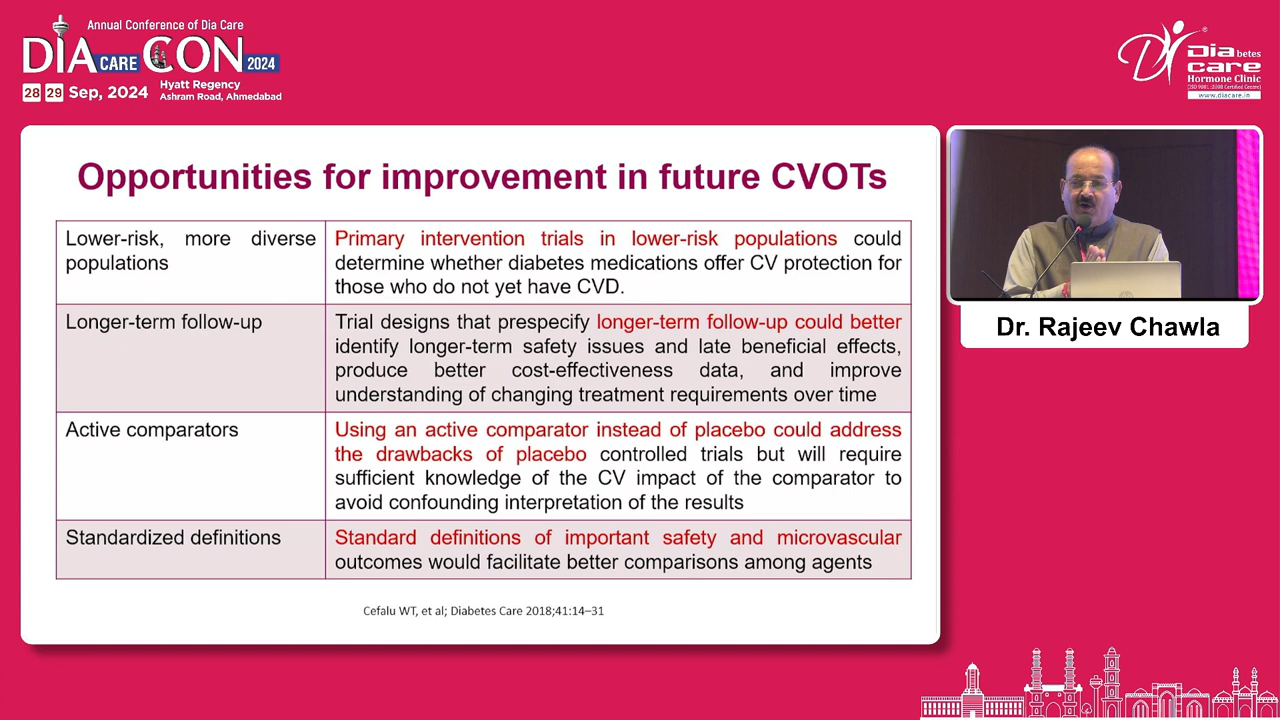 Annual Conference of Dia Care
DIA CARE CON 2024
28 29 Sep, 2024
Hyatt Regency
Ashram Road, Ahmedabad
Diabetes
care
Hormone Clinic
(ISO 9001 :2008 Certified Centre)
www.diacare.in
Opportunities for improvement in future CVOTs
Lower-risk, more diverse
populations
Primary intervention trials in lower-risk populations could
determine whether diabetes medications offer CV protection for
those who do not yet have CVD.
Longer-term follow-up
Trial designs that prespecify longer-term follow-up could better
identify longer-term safety issues and late beneficial effects,
produce better cost-effectiveness data, and improve
understanding of changing treatment requirements over time
Active comparators
Using an active comparator instead of placebo could address
the drawbacks of placebo controlled trials but will require
sufficient knowledge of the CV impact of the comparator to
avoid confounding interpretation of the results
Standardized definitions
Standard definitions of important safety and microvascular
outcomes would facilitate better comparisons among agents
Cefalu WT, et al; Diabetes Care 2018;41:14–31
Dr. Rajeev Chawla